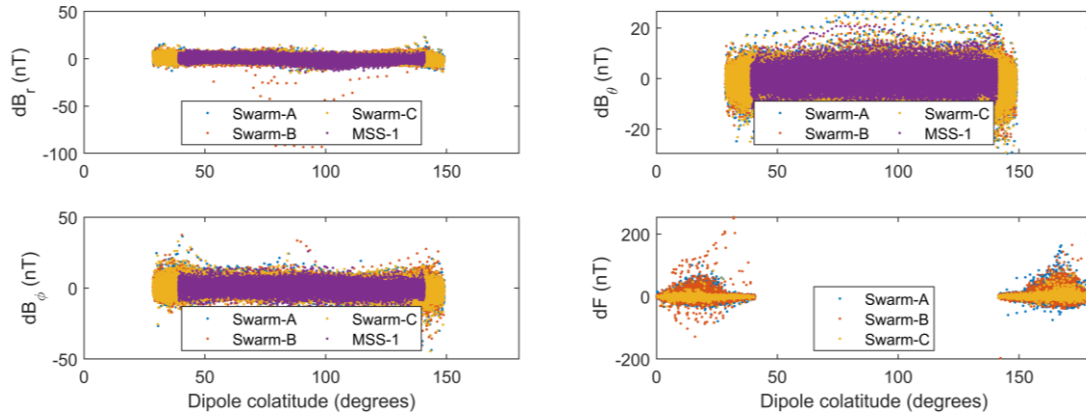 50
0
-50
-100
dB_r (nT)
0 50 100 150
Swarm-A Swarm-C
Swarm-B MSS-1
20
0
-20
dB_θ (nT)
0 50 100 150
Swarm-A Swarm-C
Swarm-B MSS-1
50
0
-50
dB_ϕ (nT)
0 50 100 150
Swarm-A Swarm-C
Swarm-B MSS-1
Dipole colatitude (degrees)
200
0
-200
dF (nT)
0 50 100 150
Swarm-A
Swarm-B
Swarm-C
Dipole colatitude (degrees)